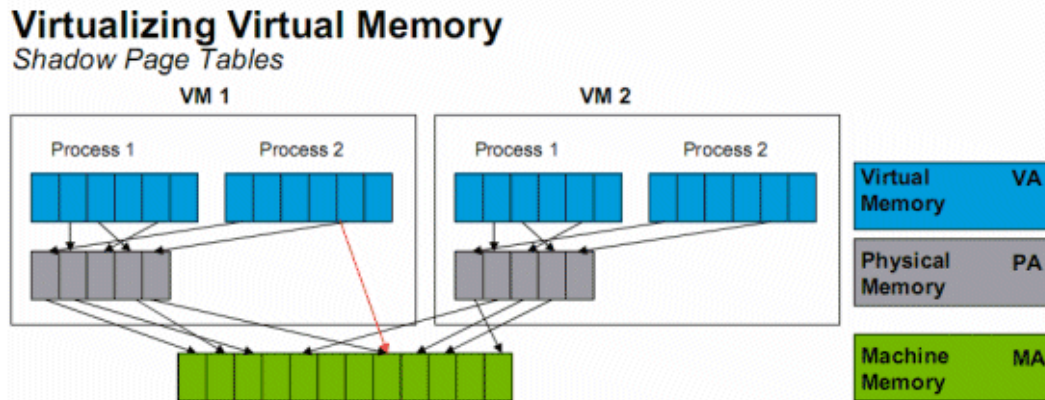 Virtualizing Virtual Memory
Shadow Page Tables
VM 1
VM 2
Process 1
Process 2
Process 1
Process 2
Virtual Memory VA
Physical Memory PA
Machine Memory MA